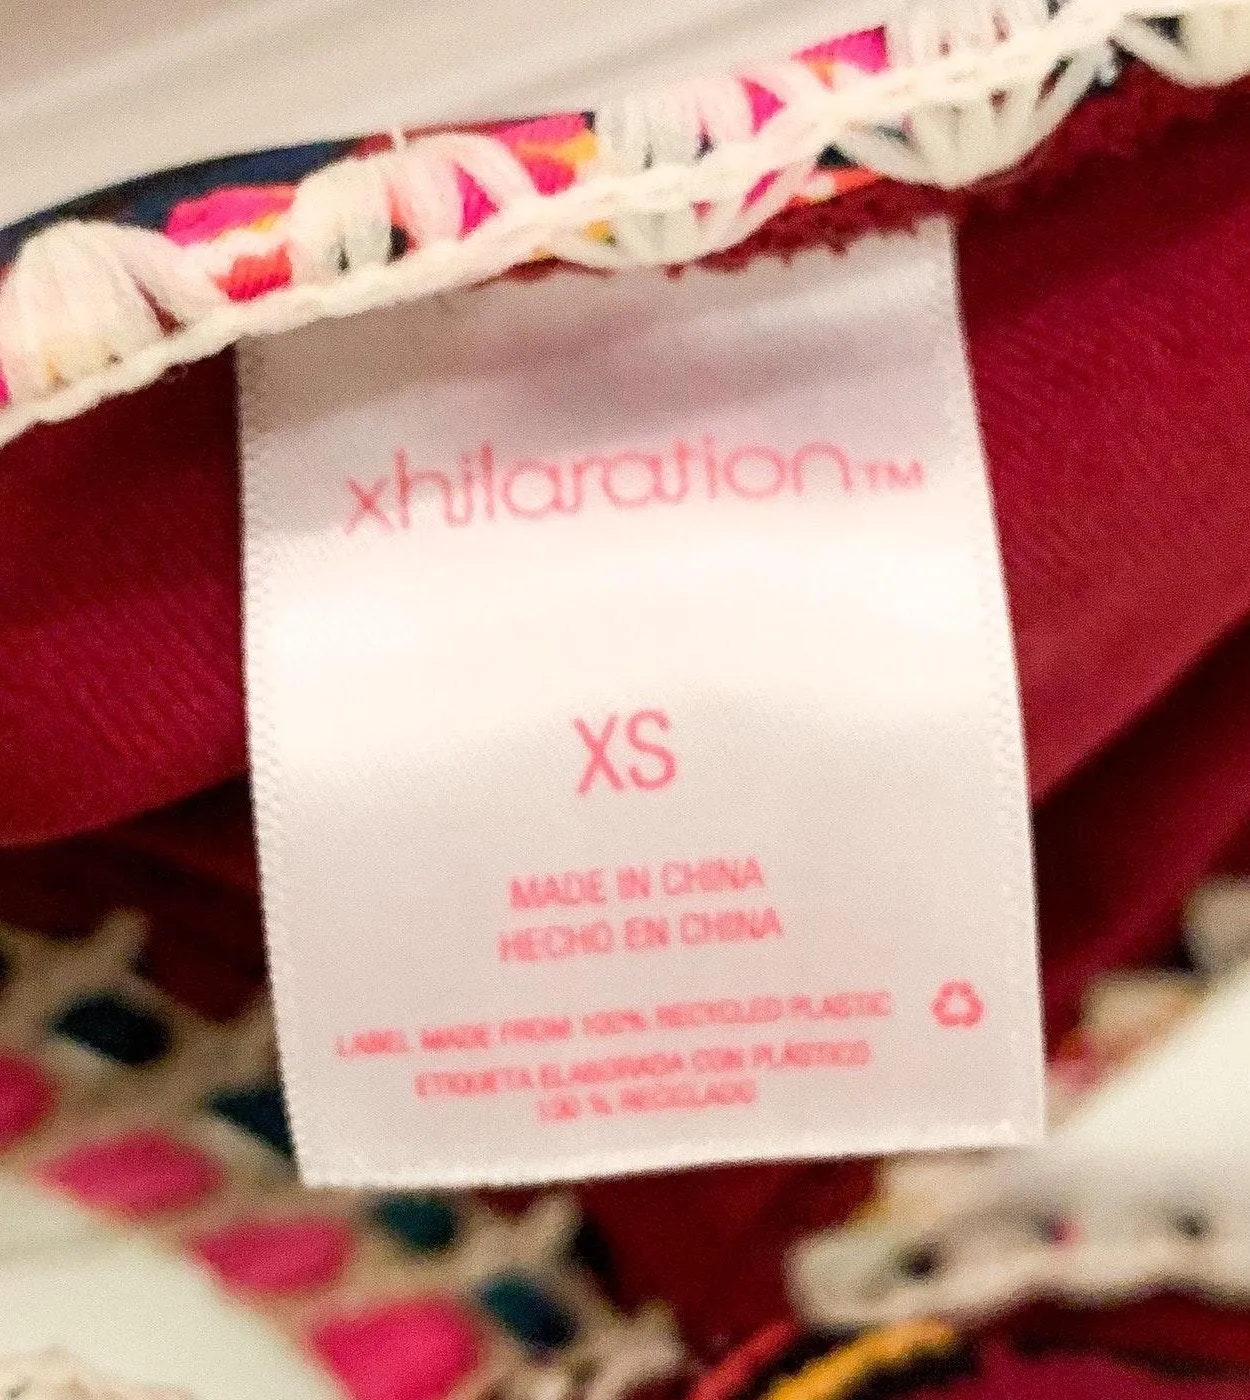 xhilaration™
XS
MADE IN CHINA
HECHO EN CHINA
LABEL MADE FROM 100% RECYCLED PLASTIC
ETIQUETA ELABORADA CON PLÁSTICO
100 % RECICLADO